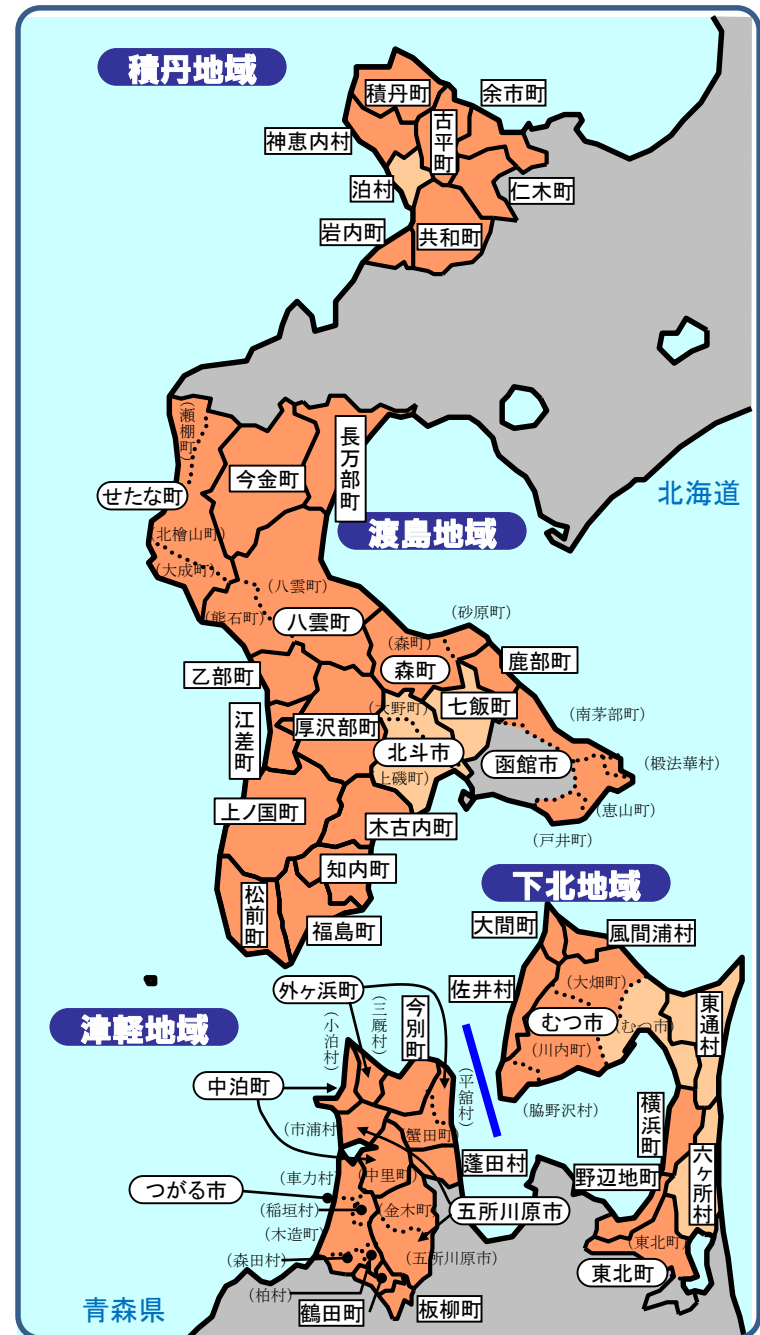 積丹地域
積丹町
余市町
古平町
神恵内村
泊村
仁木町
岩内町
共和町
(瀬棚町)
長万部町
今金町
せたな町
北海道
渡島地域
(北檜山町)
(大成町)
(八雲町)
(熊石町)
八雲町
(砂原町)
(森町)
森町
鹿部町
乙部町
七飯町
江差町
厚沢部町
(大野町)
(南茅部町)
北斗市
函館市
(椴法華村)
(上磯町)
上ノ国町
(恵山町)
木古内町
(戸井町)
知内町
松前町
福島町
下北地域
大間町
風間浦村
外ヶ浜町
佐井村
(大畑町)
東通村
津軽地域
(小泊村)
(三厩村)
今別町
むつ市
(むつ市)
(川内町)
中泊町
(平舘村)
(脇野沢村)
横浜町
(市浦村)
(蟹田町)
蓬田村
六ヶ所村
(車力村)
(中里町)
野辺地町
つがる市
(稲垣村)
(金木町)
五所川原市
(木造町)
(東北町)
(森田村)
(五所川原市)
東北町
(柏村)
鶴田町
板柳町
青森県